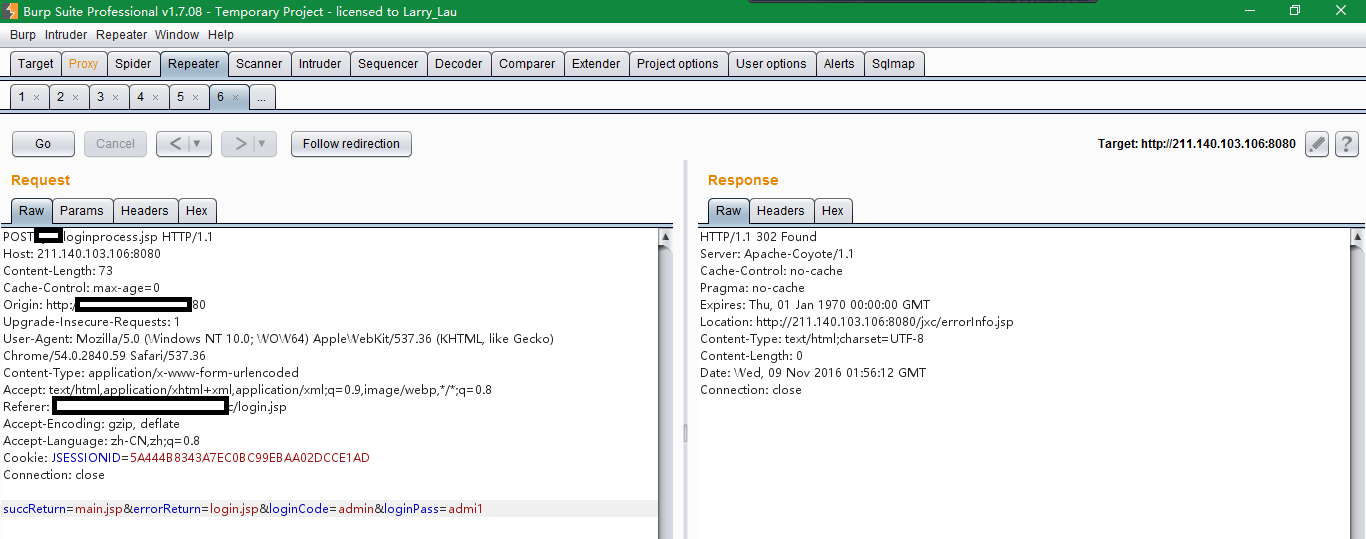 Burp Suite Professional v1.7.08 - Temporary Project - licensed to Larry_Lau
Burp Intruder Repeater Window Help
Target Proxy Spider Repeater Scanner Intruder Sequencer Decoder Comparer Extender Project options User options Alerts Sqlmap
1 × 2 × 3 × 4 × 5 × 6 × ...
Go Cancel < > Follow redirection Target: http://211.140.103.106:8080 ?
Request
Raw Params Headers Hex
POST loginprocess.jsp HTTP/1.1
Host: 211.140.103.106:8080
Content-Length: 73
Cache-Control: max-age=0
Origin: http:/ 80
Upgrade-Insecure-Requests: 1
User-Agent: Mozilla/5.0 (Windows NT 10.0; WOW64) AppleWebKit/537.36 (KHTML, like Gecko)
Chrome/54.0.2840.59 Safari/537.36
Content-Type: application/x-www-form-urlencoded
Accept: text/html,application/xhtml+xml,application/xml;q=0.9,image/webp,*/*;q=0.8
Referer: c/login.jsp
Accept-Encoding: gzip, deflate
Accept-Language: zh-CN,zh;q=0.8
Cookie: JSESSIONID=5A444B8343A7EC0BC99EBAA02DCCE1AD
Connection: close
succReturn=main.jsp&errorReturn=login.jsp&loginCode=admin&loginPass=admi1
Response
Raw Headers Hex
HTTP/1.1 302 Found
Server: Apache-Coyote/1.1
Cache-Control: no-cache
Pragma: no-cache
Expires: Thu, 01 Jan 1970 00:00:00 GMT
Location: http://211.140.103.106:8080/jxc/errorInfo.jsp
Content-Type: text/html;charset=UTF-8
Content-Length: 0
Date: Wed, 09 Nov 2016 01:56:12 GMT
Connection: close